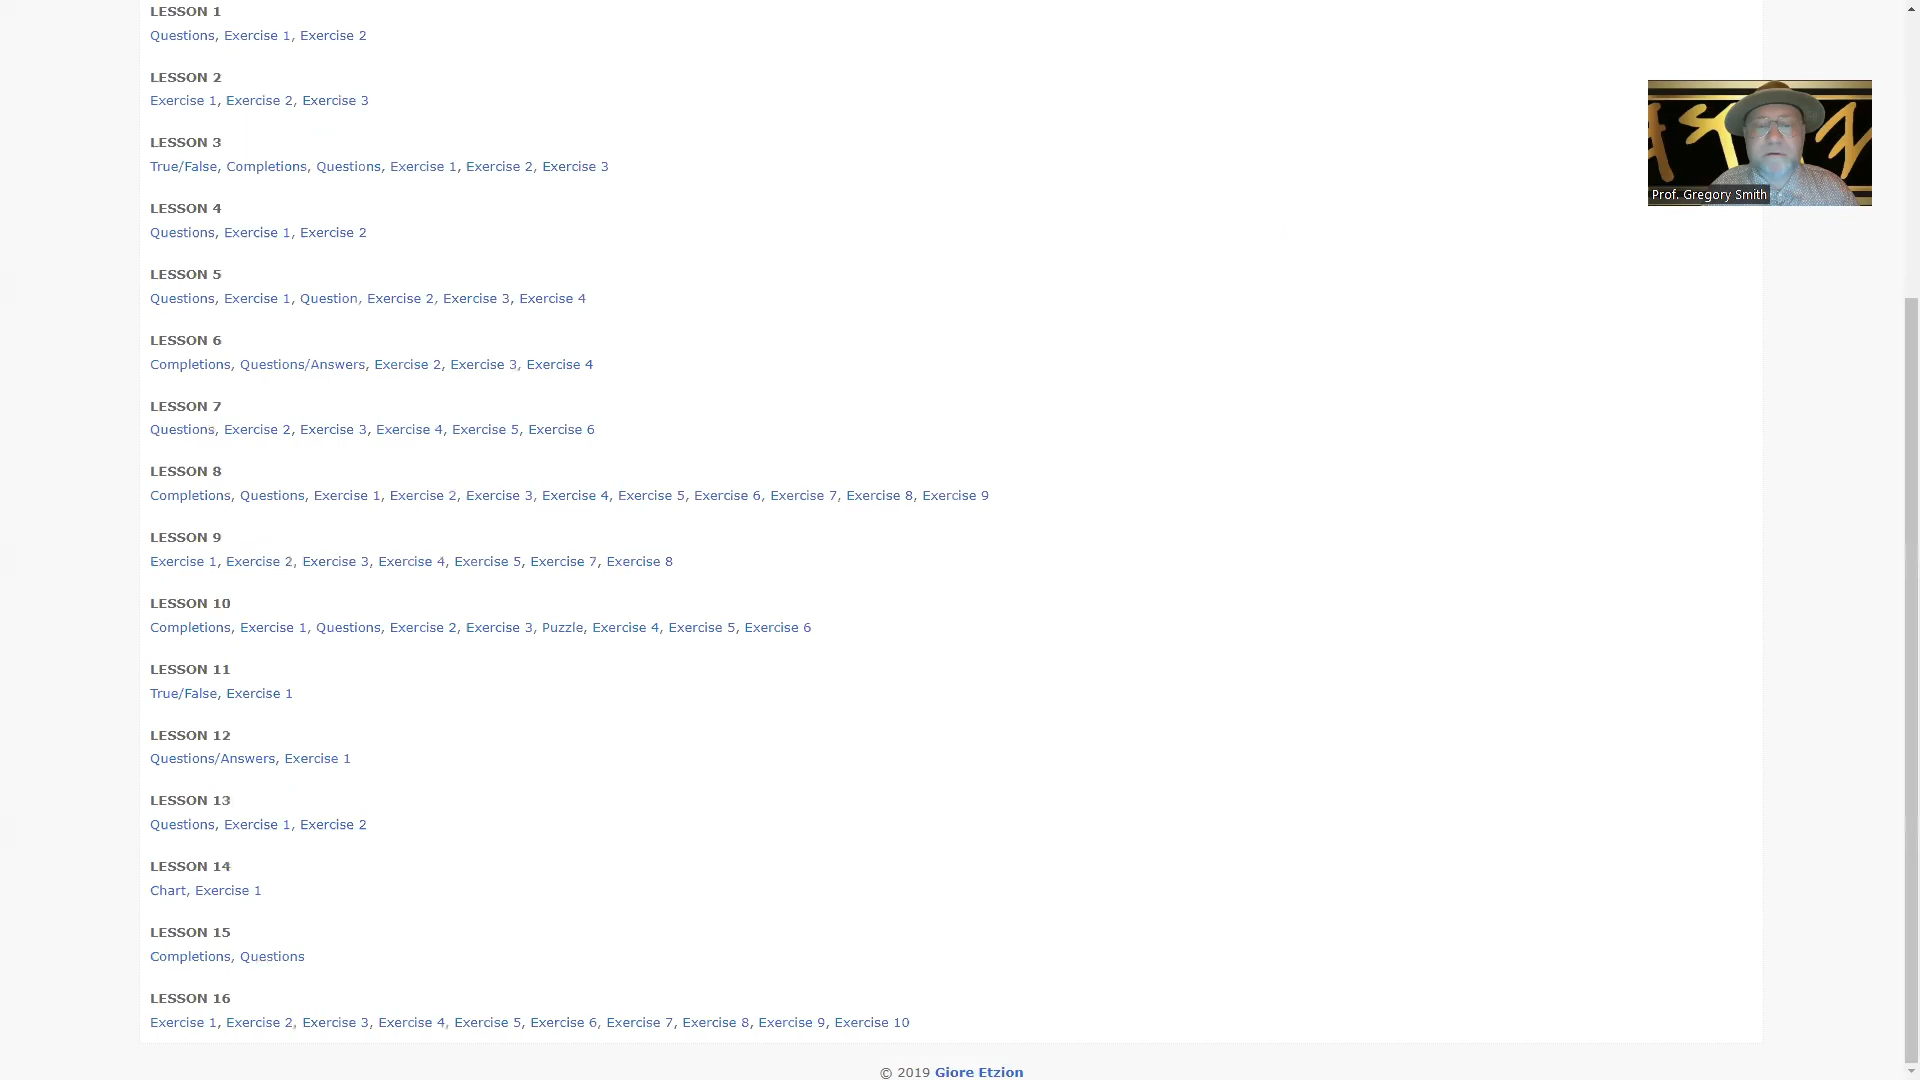 LESSON 1
Questions, Exercise 1, Exercise 2
LESSON 2
Exercise 1, Exercise 2, Exercise 3
LESSON 3
True/False, Completions, Questions, Exercise 1, Exercise 2, Exercise 3
LESSON 4
Questions, Exercise 1, Exercise 2
LESSON 5
Questions, Exercise 1, Question, Exercise 2, Exercise 3, Exercise 4
LESSON 6
Completions, Questions/Answers, Exercise 2, Exercise 3, Exercise 4
LESSON 7
Questions, Exercise 2, Exercise 3, Exercise 4, Exercise 5, Exercise 6
LESSON 8
Completions, Questions, Exercise 1, Exercise 2, Exercise 3, Exercise 4, Exercise 5, Exercise 6, Exercise 7, Exercise 8, Exercise 9
LESSON 9
Exercise 1, Exercise 2, Exercise 3, Exercise 4, Exercise 5, Exercise 7, Exercise 8
LESSON 10
Completions, Exercise 1, Questions, Exercise 2, Exercise 3, Puzzle, Exercise 4, Exercise 5, Exercise 6
LESSON 11
True/False, Exercise 1
LESSON 12
Questions/Answers, Exercise 1
LESSON 13
Questions, Exercise 1, Exercise 2
LESSON 14
Chart, Exercise 1
LESSON 15
Completions, Questions
LESSON 16
Exercise 1, Exercise 2, Exercise 3, Exercise 4, Exercise 5, Exercise 6, Exercise 7, Exercise 8, Exercise 9, Exercise 10
© 2019 Giore Etzion
Prof. Gregory Smith